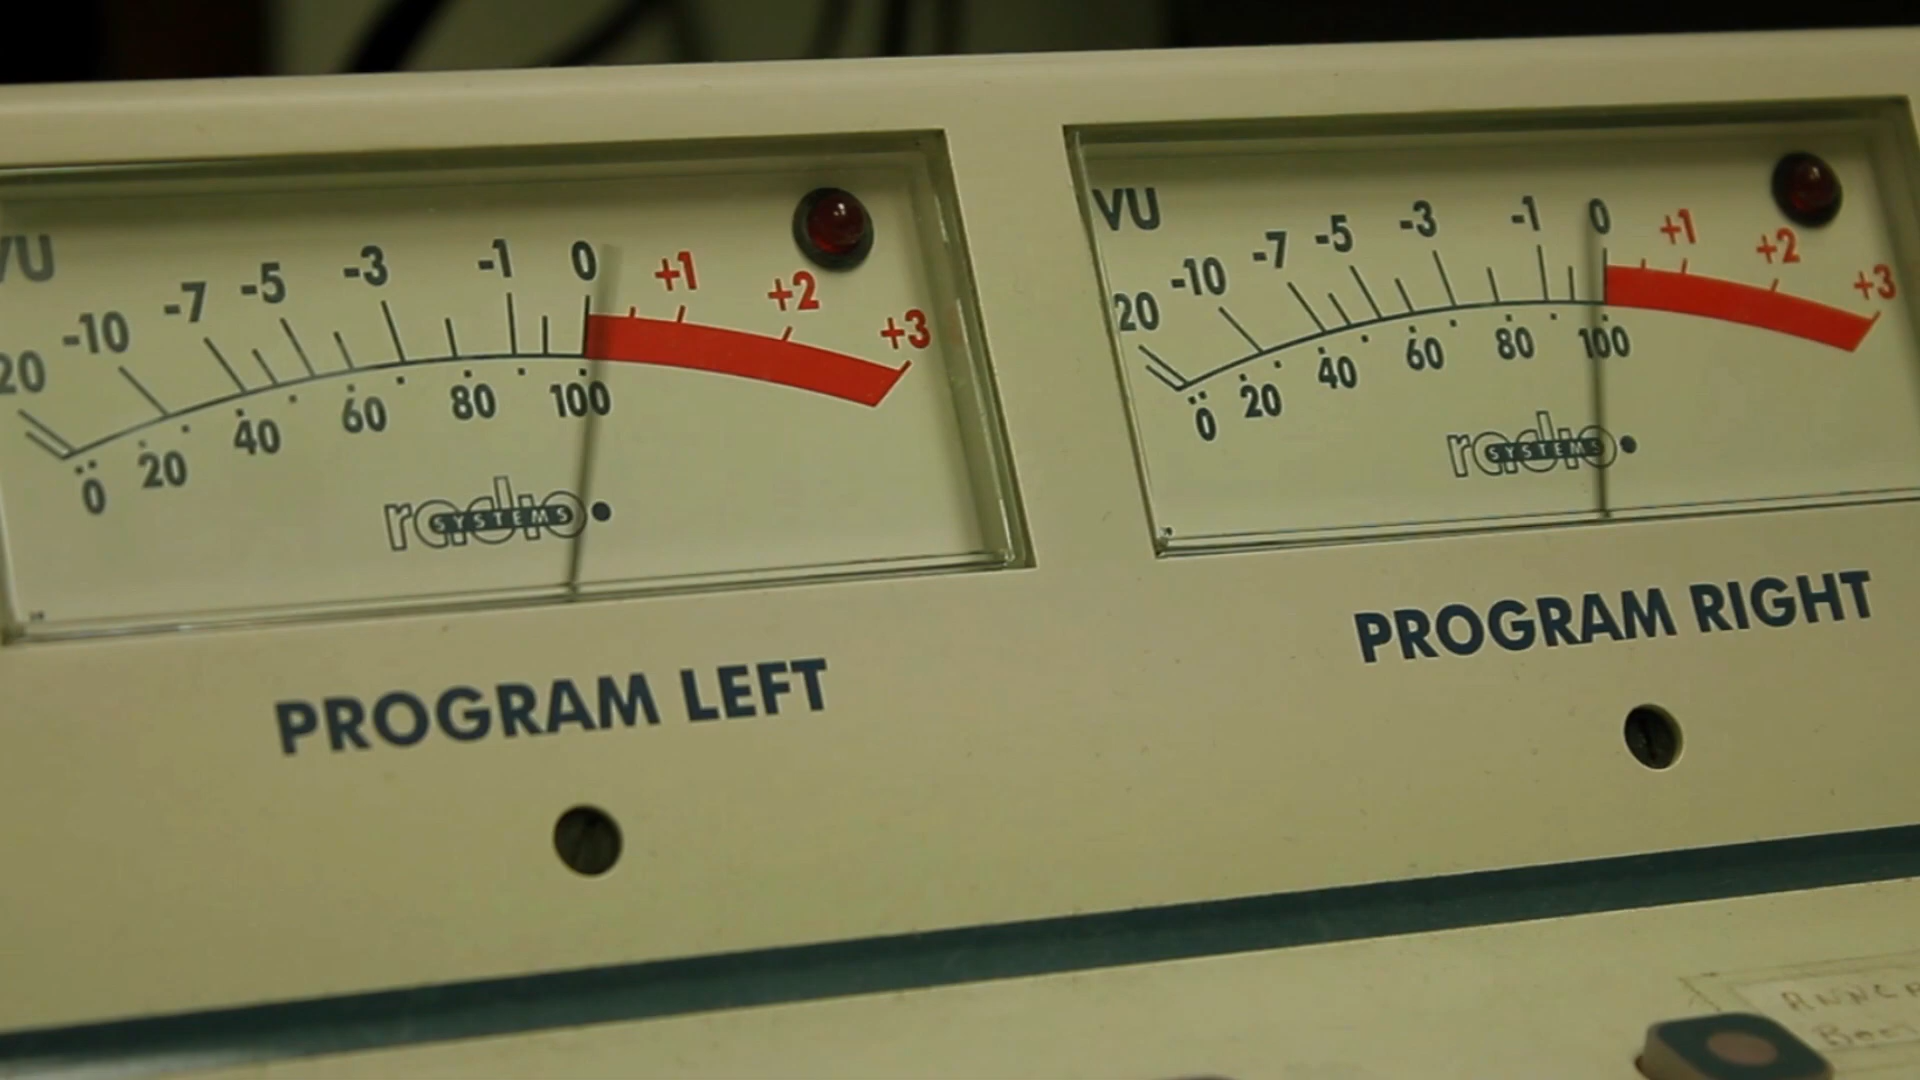 VU
20 -10 -7 -5 -3 -1 0 +1 +2 +3
0 20 40 60 80 100
radio
SYSTEMS
PROGRAM LEFT
VU
20 -10 -7 -5 -3 -1 0 +1 +2 +3
0 20 40 60 80 100
radio
SYSTEMS
PROGRAM RIGHT